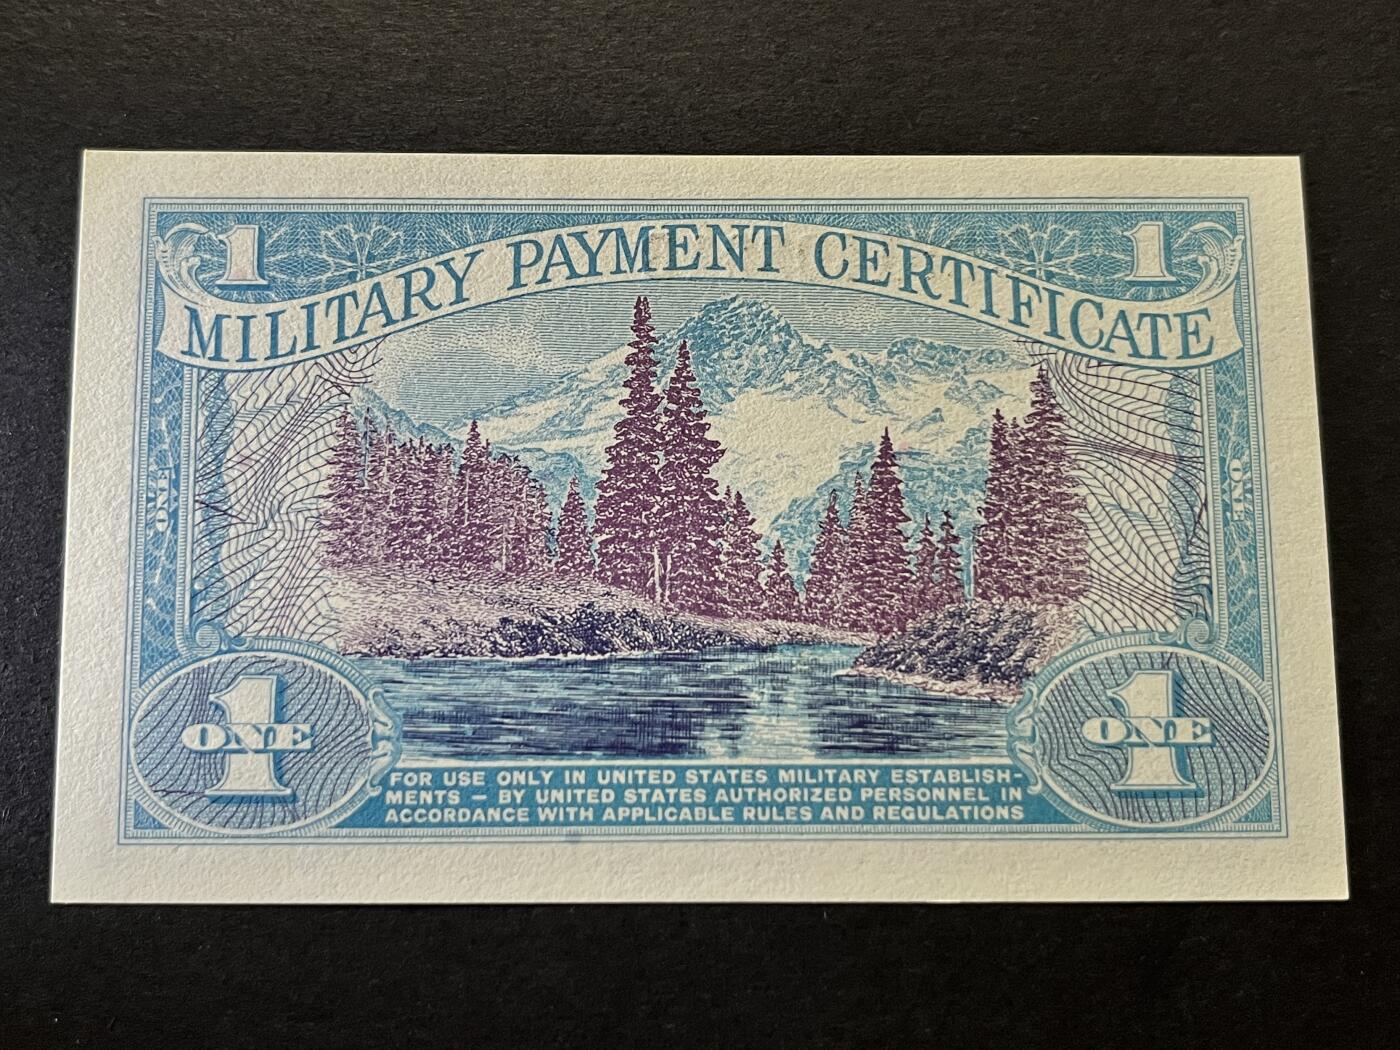 1 1
MILITARY PAYMENT CERTIFICATE
ONE ONE
1 1
ONE ONE
FOR USE ONLY IN UNITED STATES MILITARY ESTABLISH-
MENTS — BY UNITED STATES AUTHORIZED PERSONNEL IN
ACCORDANCE WITH APPLICABLE RULES AND REGULATIONS